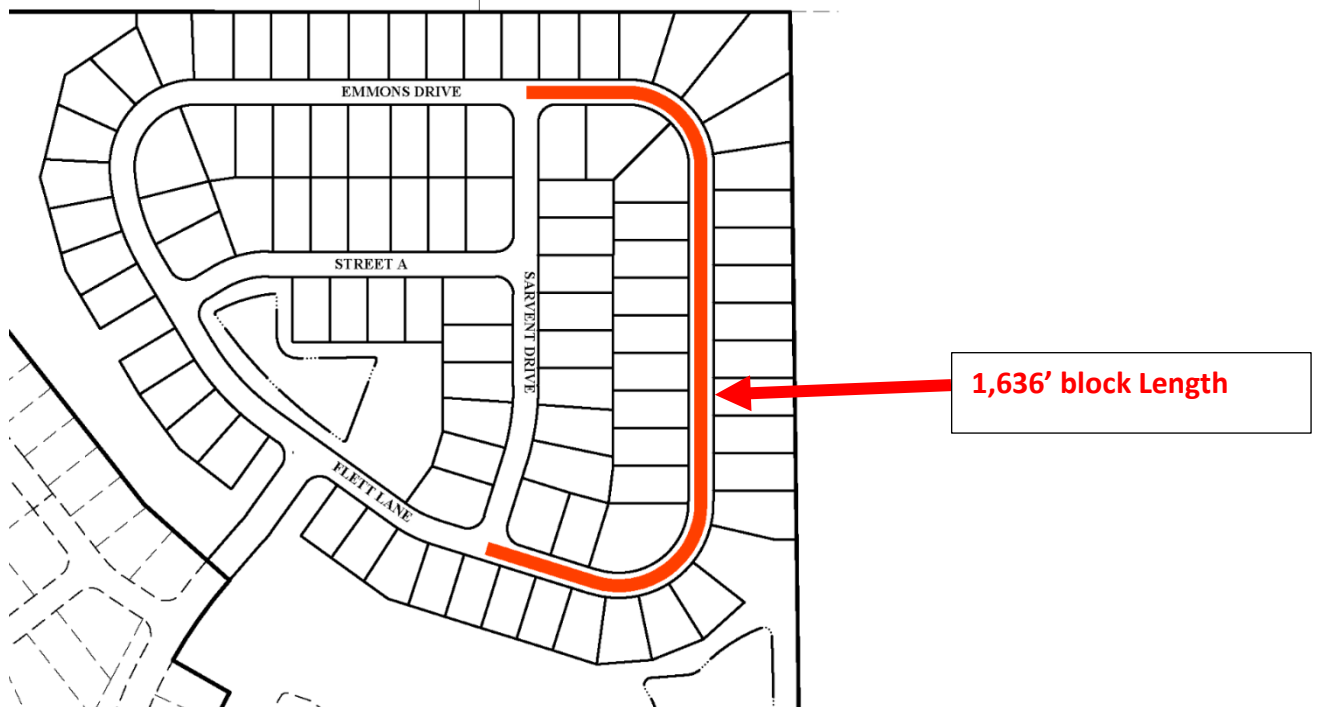 EMMONS DRIVE
STREET A
SARVENT DRIVE
1,636’ block Length
FLETT LANE